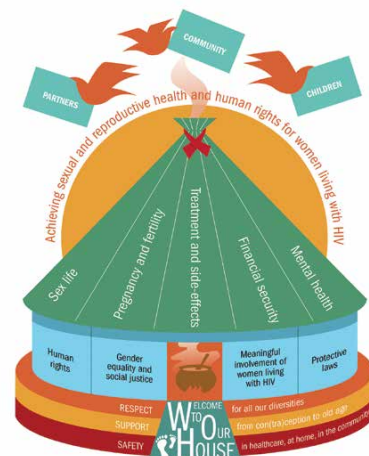 COMMUNITY
PARTNERS
CHILDREN
Achieving sexual and reproductive health and human rights for women living with HIV
Sex life
Pregnancy and fertility
Treatment and side-effects
Financial security
Mental health
Human
rights
Gender
equality and
social justice
Meaningful
involvement of
women living
with HIV
Protective
laws
RESPECT
for all our diversities
SUPPORT
from con(tra)ception to old age
SAFETY
in healthcare, at home, in the community
WELCOME
TO OUR
HOUSE